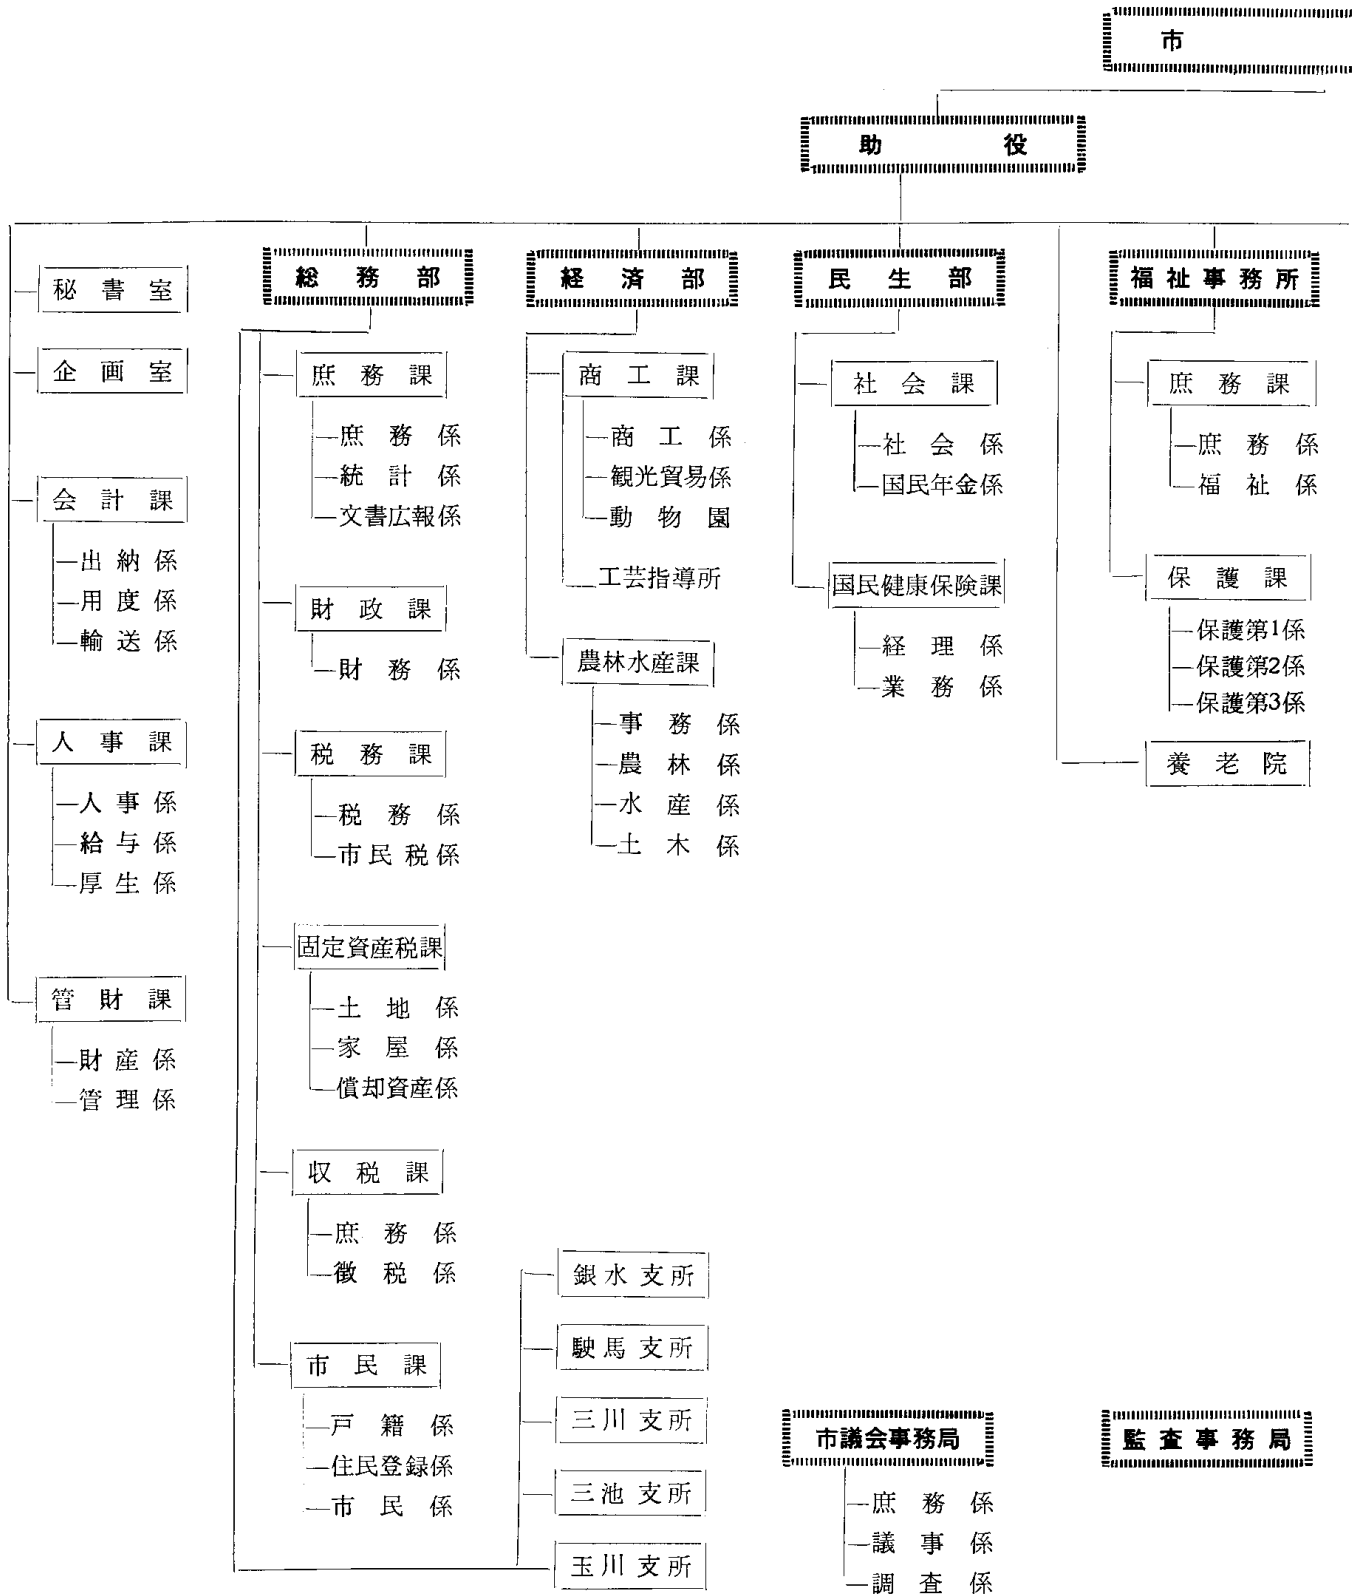 市
助役
秘書室
企画室
会計課
出納係
用度係
輸送係
人事課
人事係
給与係
厚生係
管財課
財産係
管理係
総務部
庶務課
庶務係
統計係
文書広報係
財政課
財務係
税務課
税務係
市民税係
固定資産税課
土地係
家屋係
償却資産係
収税課
庶務係
徴税係
市民課
戸籍係
住民登録係
市民係
銀水支所
駛馬支所
三川支所
三池支所
玉川支所
経済部
商工課
商工係
観光貿易係
動物園
工芸指導所
農林水産課
事務係
農林係
水産係
土木係
民生部
社会課
社会係
国民年金係
国民健康保険課
経理係
業務係
福祉事務所
庶務課
庶務係
福祉係
保護課
保護第1係
保護第2係
保護第3係
養老院
市議会事務局
庶務係
議事係
調査係
監査事務局